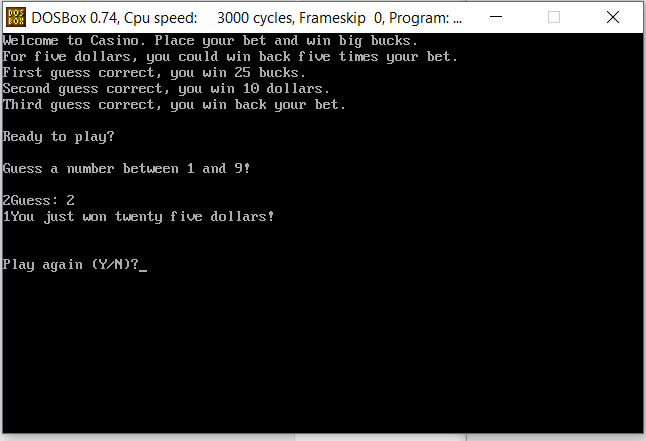 DOSBox 0.74, Cpu speed: 3000 cycles, Frameskip 0, Program: ...
Welcome to Casino. Place your bet and win big bucks.
For five dollars, you could win back five times your bet.
First guess correct, you win 25 bucks.
Second guess correct, you win 10 dollars.
Third guess correct, you win back your bet.
Ready to play?
Guess a number between 1 and 9!
2Guess: 2
1You just won twenty five dollars!
Play again (Y/N)?_